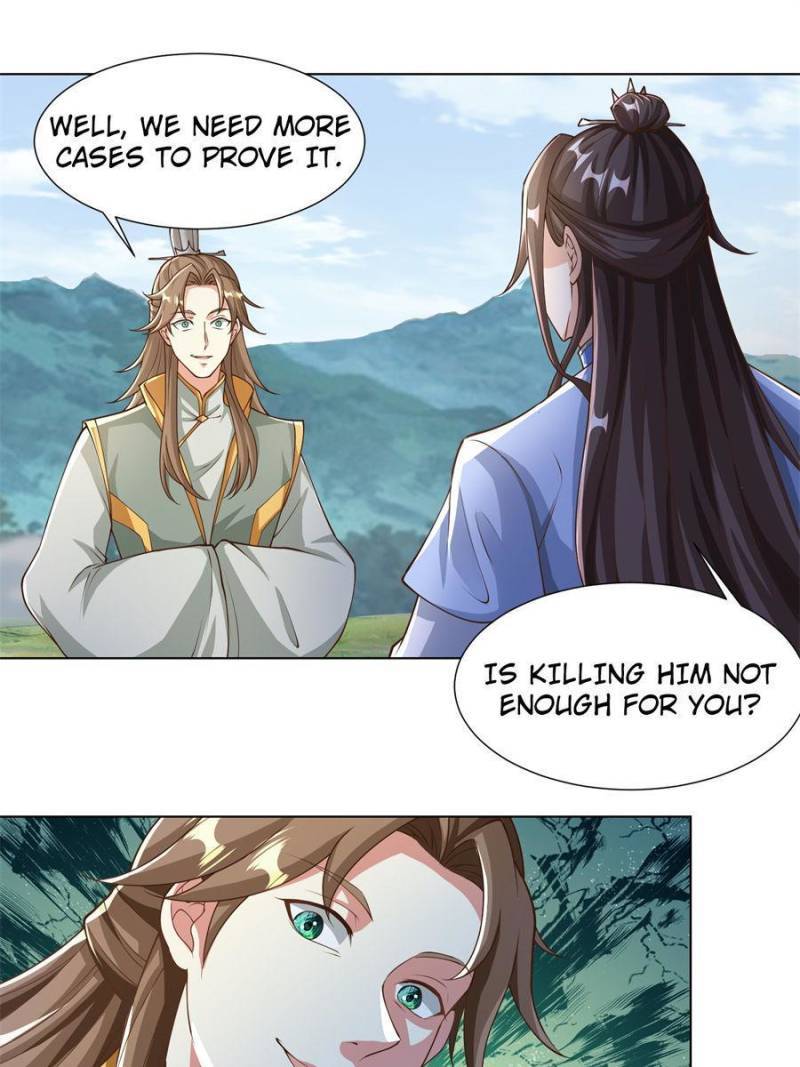 WELL, WE NEED MORE
CASES TO PROVE IT.
IS KILLING HIM NOT
ENOUGH FOR YOU?